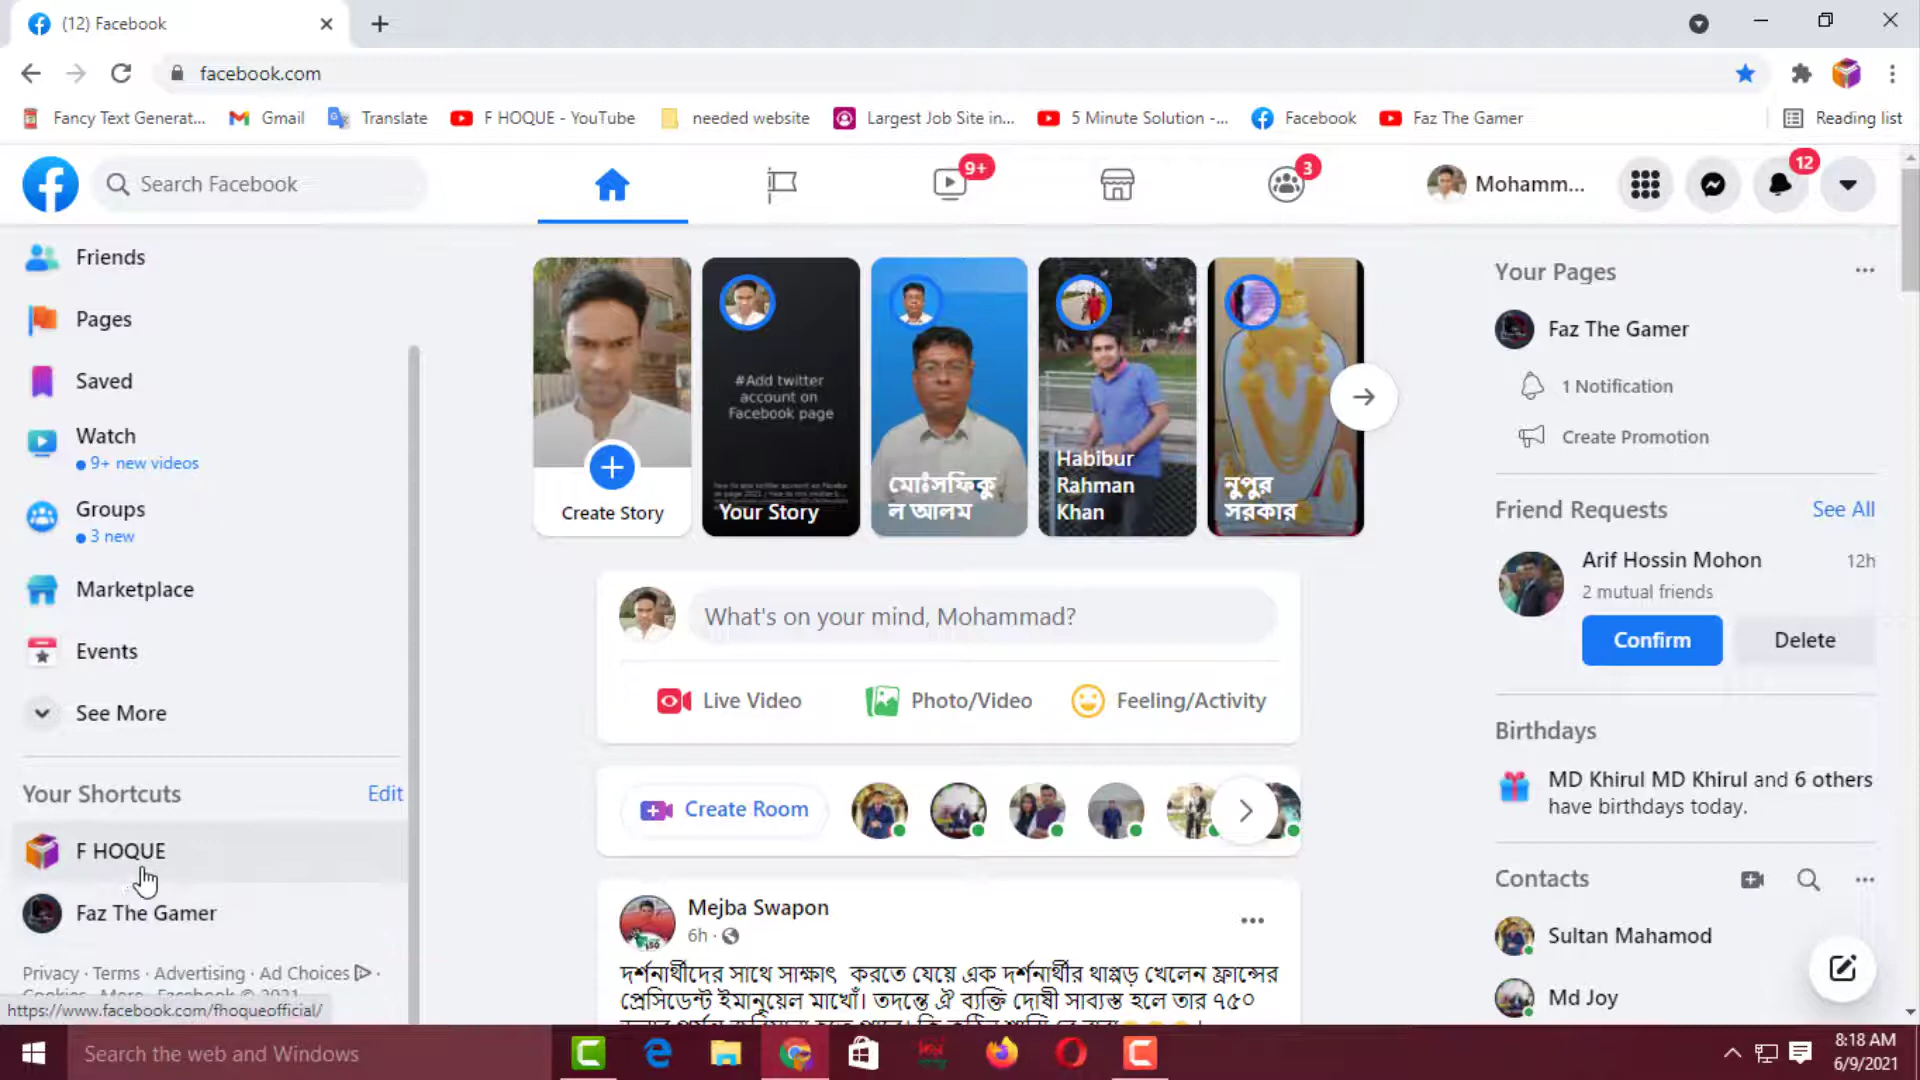 (12) Facebook
facebook.com
Fancy Text Generat...
Gmail
Translate
F HOQUE - YouTube
needed website
Largest Job Site in...
5 Minute Solution -...
Facebook
Faz The Gamer
Reading list
Search Facebook
9+
3
Mohamm...
12
Friends
Pages
Saved
Watch
9+ new videos
Groups
3 new
Marketplace
Events
See More
Your Shortcuts
Edit
F HOQUE
Faz The Gamer
Privacy · Terms · Advertising · Ad Choices ·
https://www.facebook.com/fhoqueofficial/
Create Story
#Add twitter
account on
Facebook page
Your Story
মোঃসফিকু
ল আলম
Habibur
Rahman
Khan
নুপুর
সরকার
What's on your mind, Mohammad?
Live Video
Photo/Video
Feeling/Activity
Create Room
Mejba Swapon
6h ·
দর্শনার্থীদের সাথে সাক্ষাৎ করতে যেয়ে এক দর্শনার্থীর থাপ্পড় খেলেন ফ্রান্সের
প্রেসিডেন্ট ইমানুয়েল মাখোঁ। তদন্তে ঐ ব্যক্তি দোষী সাব্যস্ত হলে তার ৭৫০
Your Pages
Faz The Gamer
1 Notification
Create Promotion
Friend Requests
See All
Arif Hossin Mohon
12h
2 mutual friends
Confirm
Delete
Birthdays
MD Khirul MD Khirul and 6 others
have birthdays today.
Contacts
Sultan Mahamod
Md Joy
Search the web and Windows
8:18 AM
6/9/2021